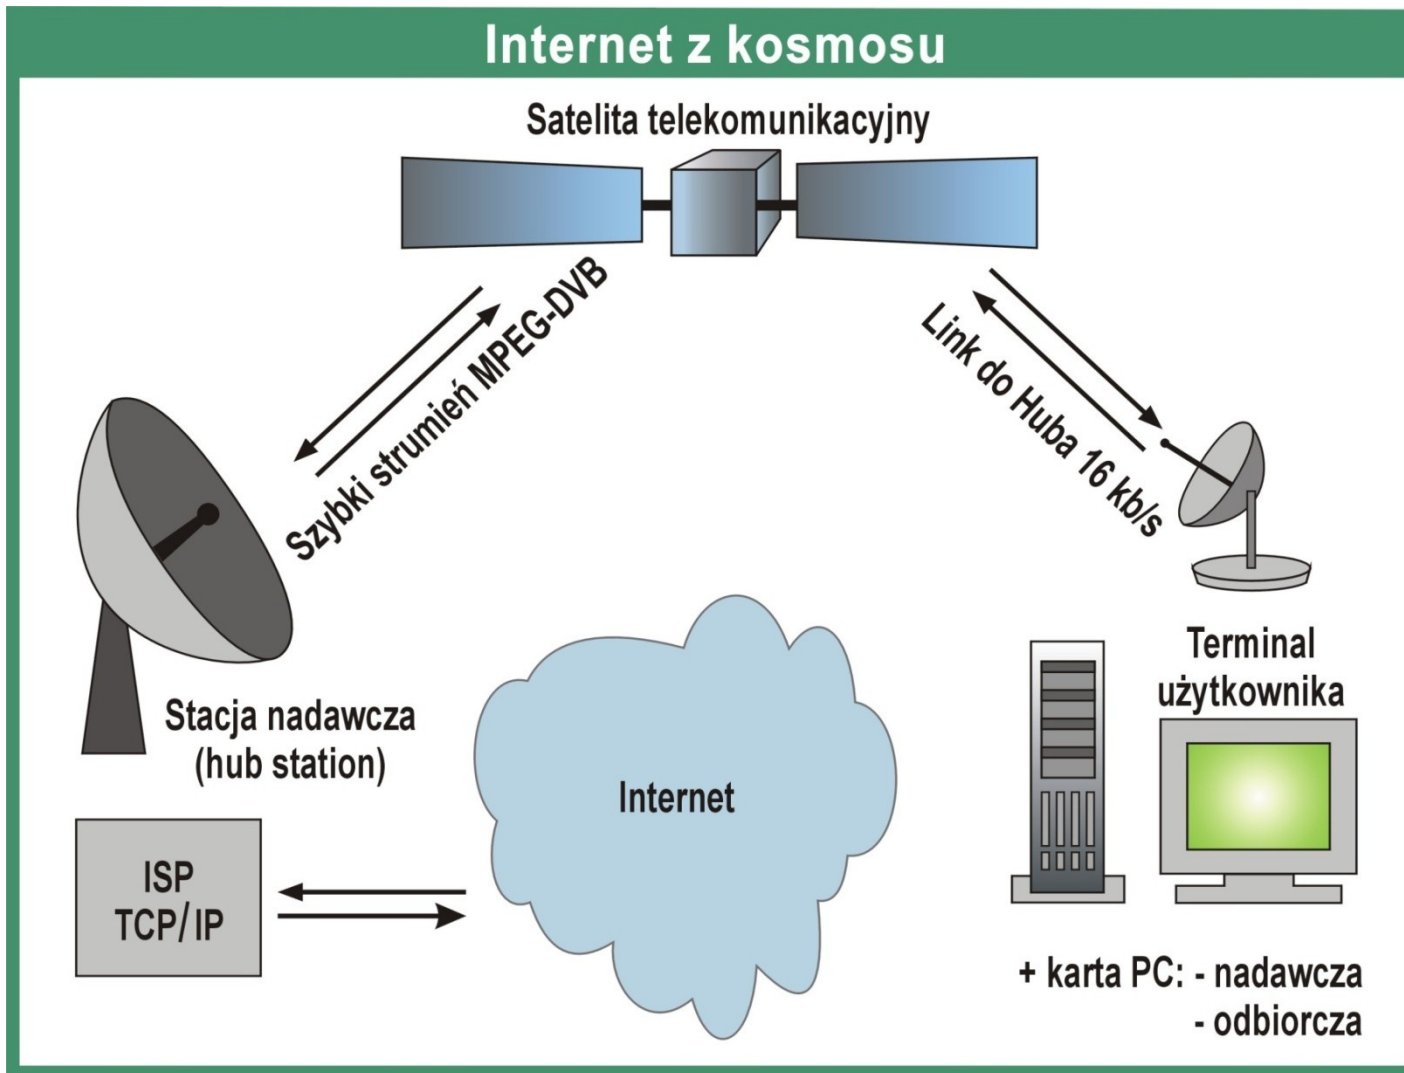 Internet z kosmosu
Satelita telekomunikacyjny
Szybki strumień MPEG-DVB
Link do Huba 16 kb/s
Stacja nadawcza
(hub station)
Internet
Terminal
użytkownika
ISP
TCP/IP
+ karta PC: - nadawcza
- odbiorcza